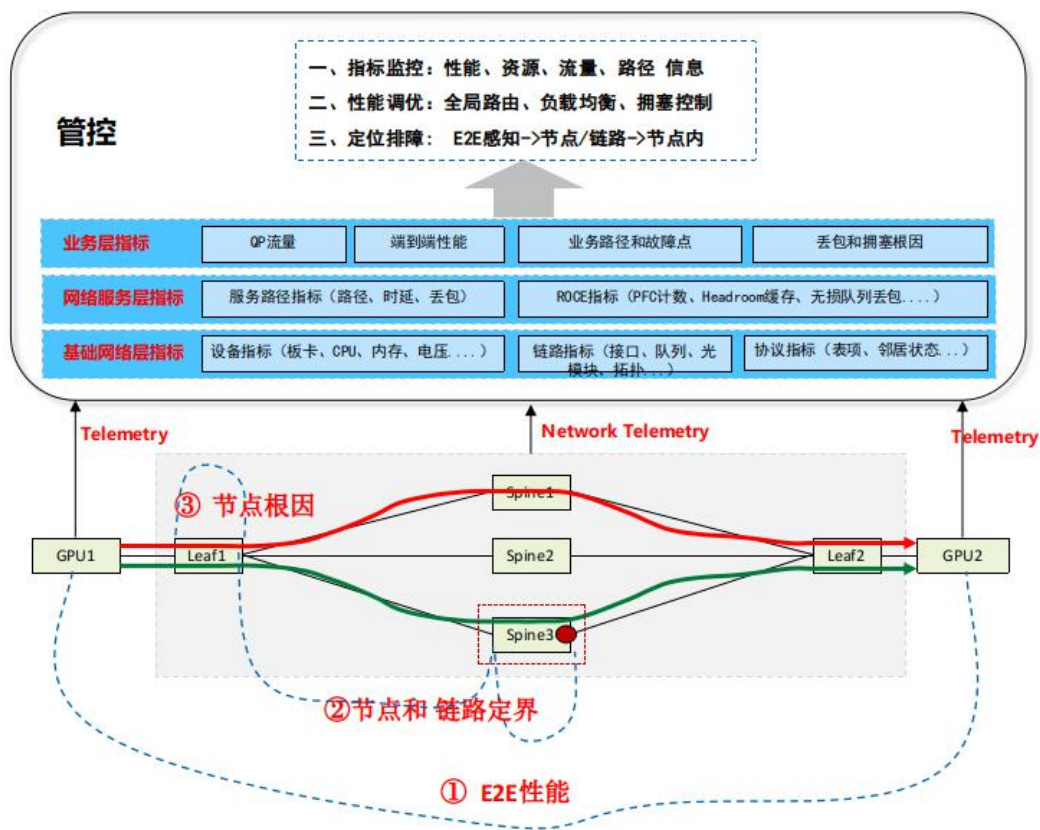 一、指标监控：性能、资源、流量、路径 信息
二、性能调优：全局路由、负载均衡、拥塞控制
三、定位排障： E2E感知->节点/链路->节点内
管控
业务层指标
QP流量
端到端性能
业务路径和故障点
丢包和拥塞根因
网络服务层指标
服务路径指标（路径、时延、丢包）
ROCE指标（PFC计数、Headroom缓存、无损队列丢包....）
基础网络层指标
设备指标（板卡、CPU、内存、电压....）
链路指标（接口、队列、光
模块、拓扑...）
协议指标（表项、邻居状态...）
Telemetry
Network Telemetry
Telemetry
③ 节点根因
Spine1
GPU1
Leaf1
Spine2
Leaf2
GPU2
Spine3
②节点和 链路定界
① E2E性能